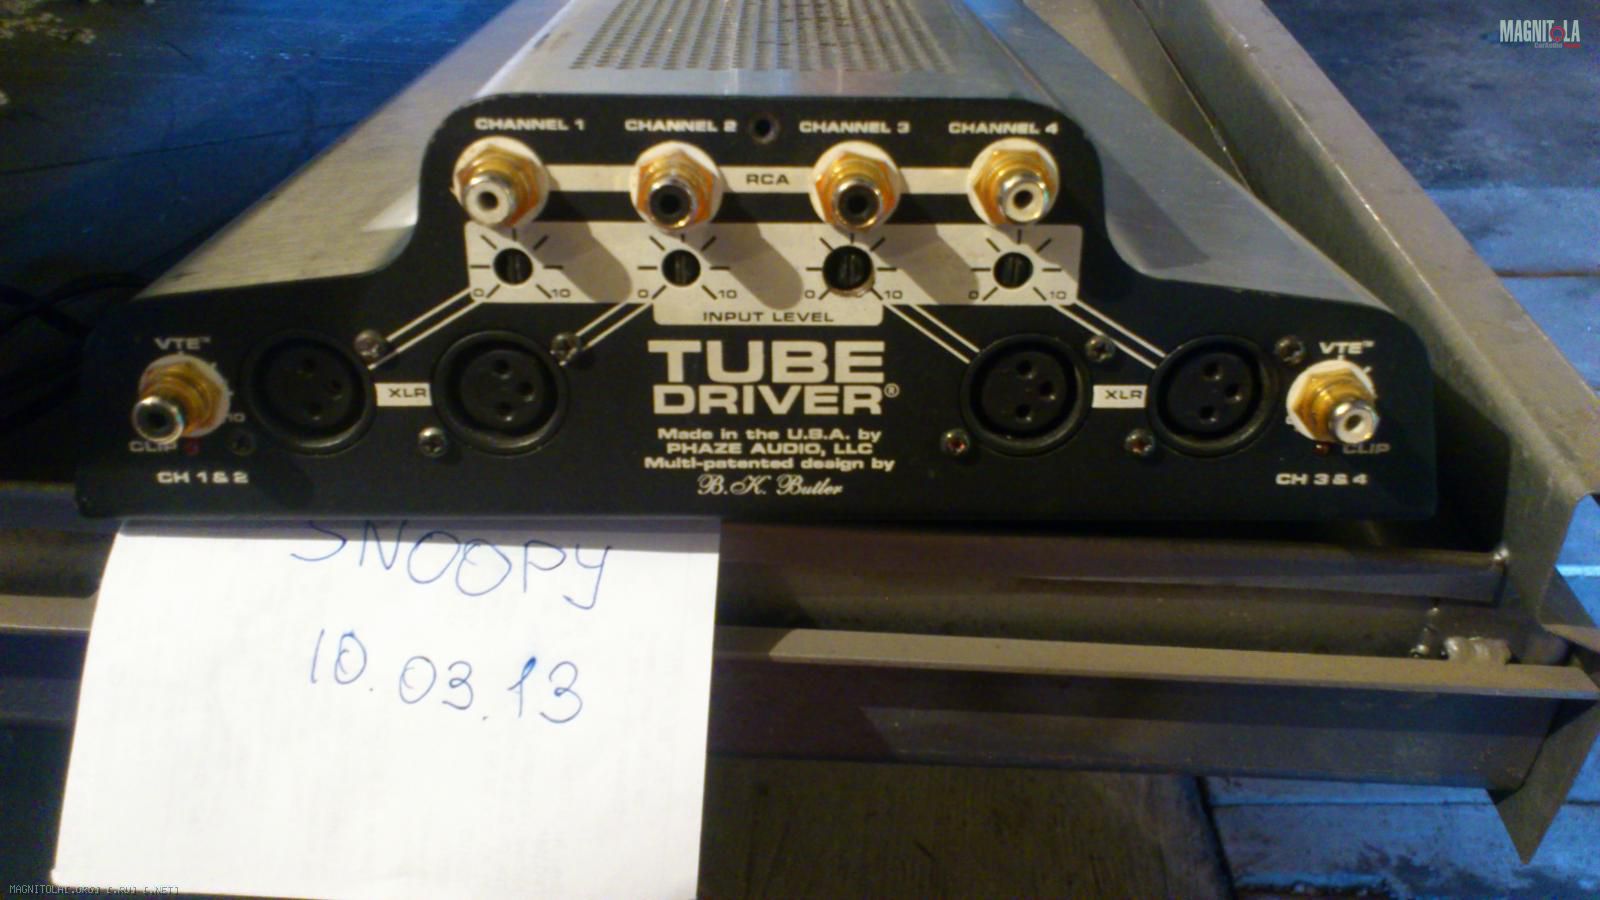 MAGNITOLA
CHANNEL 1 CHANNEL 2 CHANNEL 3 CHANNEL 4
RCA
0 10 0 10 0 10 0 10
INPUT LEVEL
VTE™ VTE™
TUBE
DRIVER®
XLR XLR
10
CLIP CLIP
Made in the U.S.A. by
PHAZE AUDIO, LLC
Multi-patented design by
B.K. Butler
CH 1 & 2 CH 3 & 4
SNOOPY
10.03.13